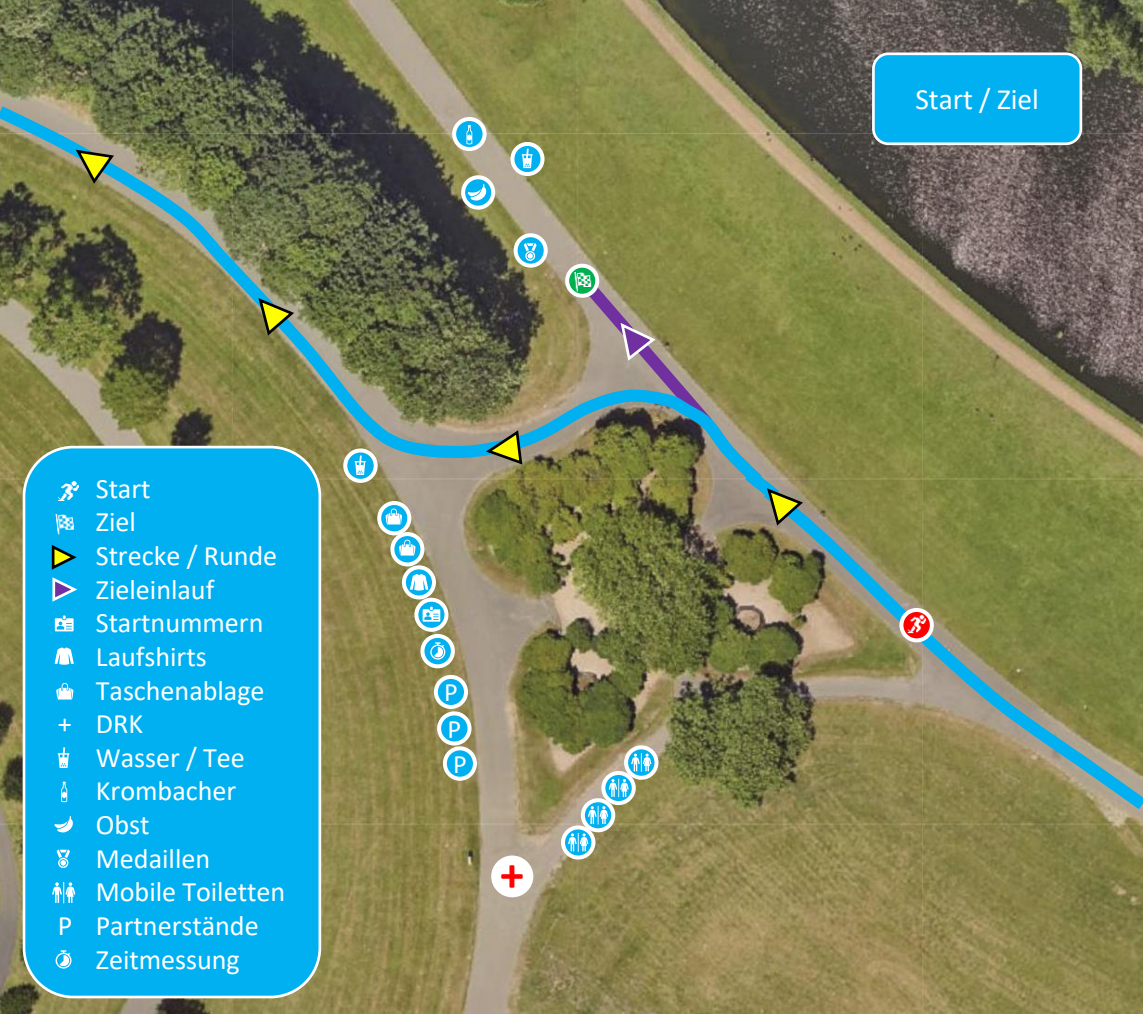 Start / Ziel
Start
Ziel
Strecke / Runde
Zieleinlauf
Startnummern
Laufshirts
Taschenablage
+ DRK
Wasser / Tee
Krombacher
Obst
Medaillen
Mobile Toiletten
P Partnerstände
Zeitmessung
P
P
P